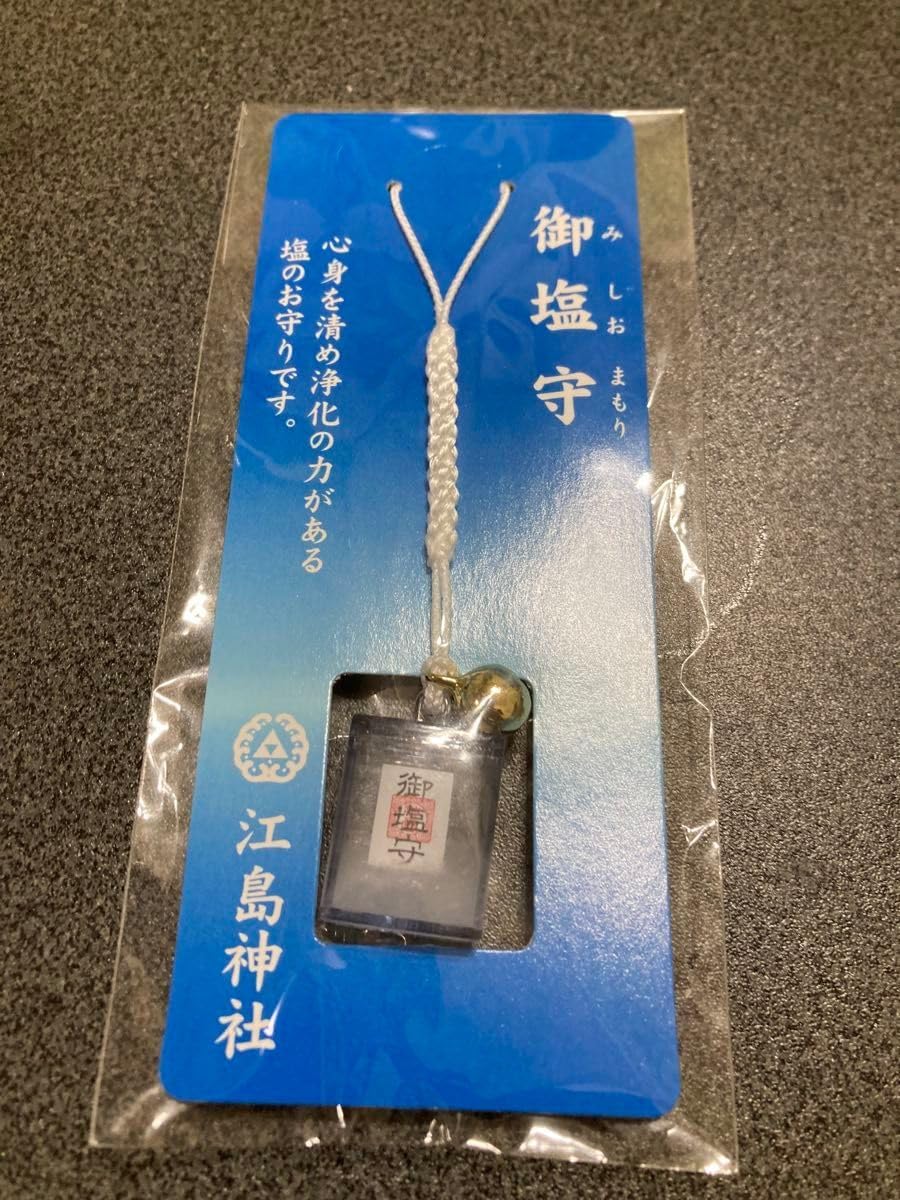 御塩守
みしおまもり
心身を清め浄化の力がある
塩のお守りです。
御塩守
江島神社